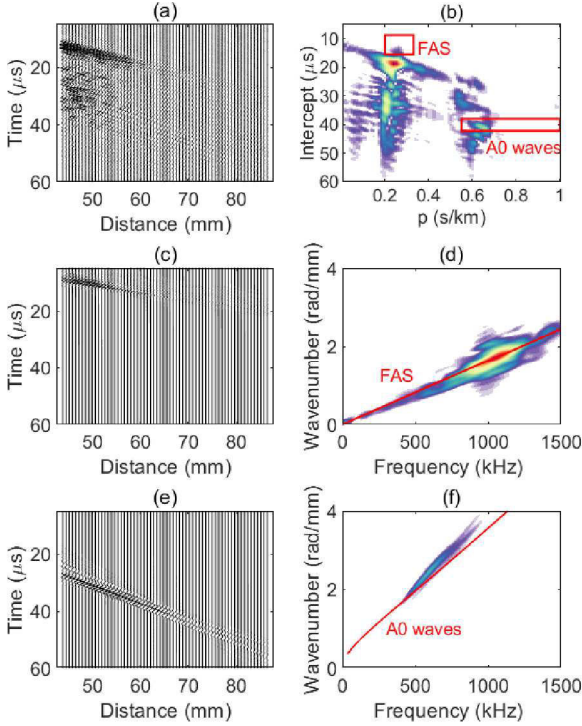 (a)
Time (μs)
20
40
60
50 60 70 80
Distance (mm)
(b)
Intercept (μs)
10
20
30
40
50
60
FAS
A0 waves
0.2 0.4 0.6 0.8 1
p (s/km)
(c)
Time (μs)
20
40
60
50 60 70 80
Distance (mm)
(d)
Wavenumber (rad/mm)
4
2
0
FAS
0 500 1000 1500
Frequency (kHz)
(e)
Time (μs)
20
40
60
50 60 70 80
Distance (mm)
(f)
Wavenumber (rad/mm)
4
2
0
A0 waves
0 500 1000 1500
Frequency (kHz)